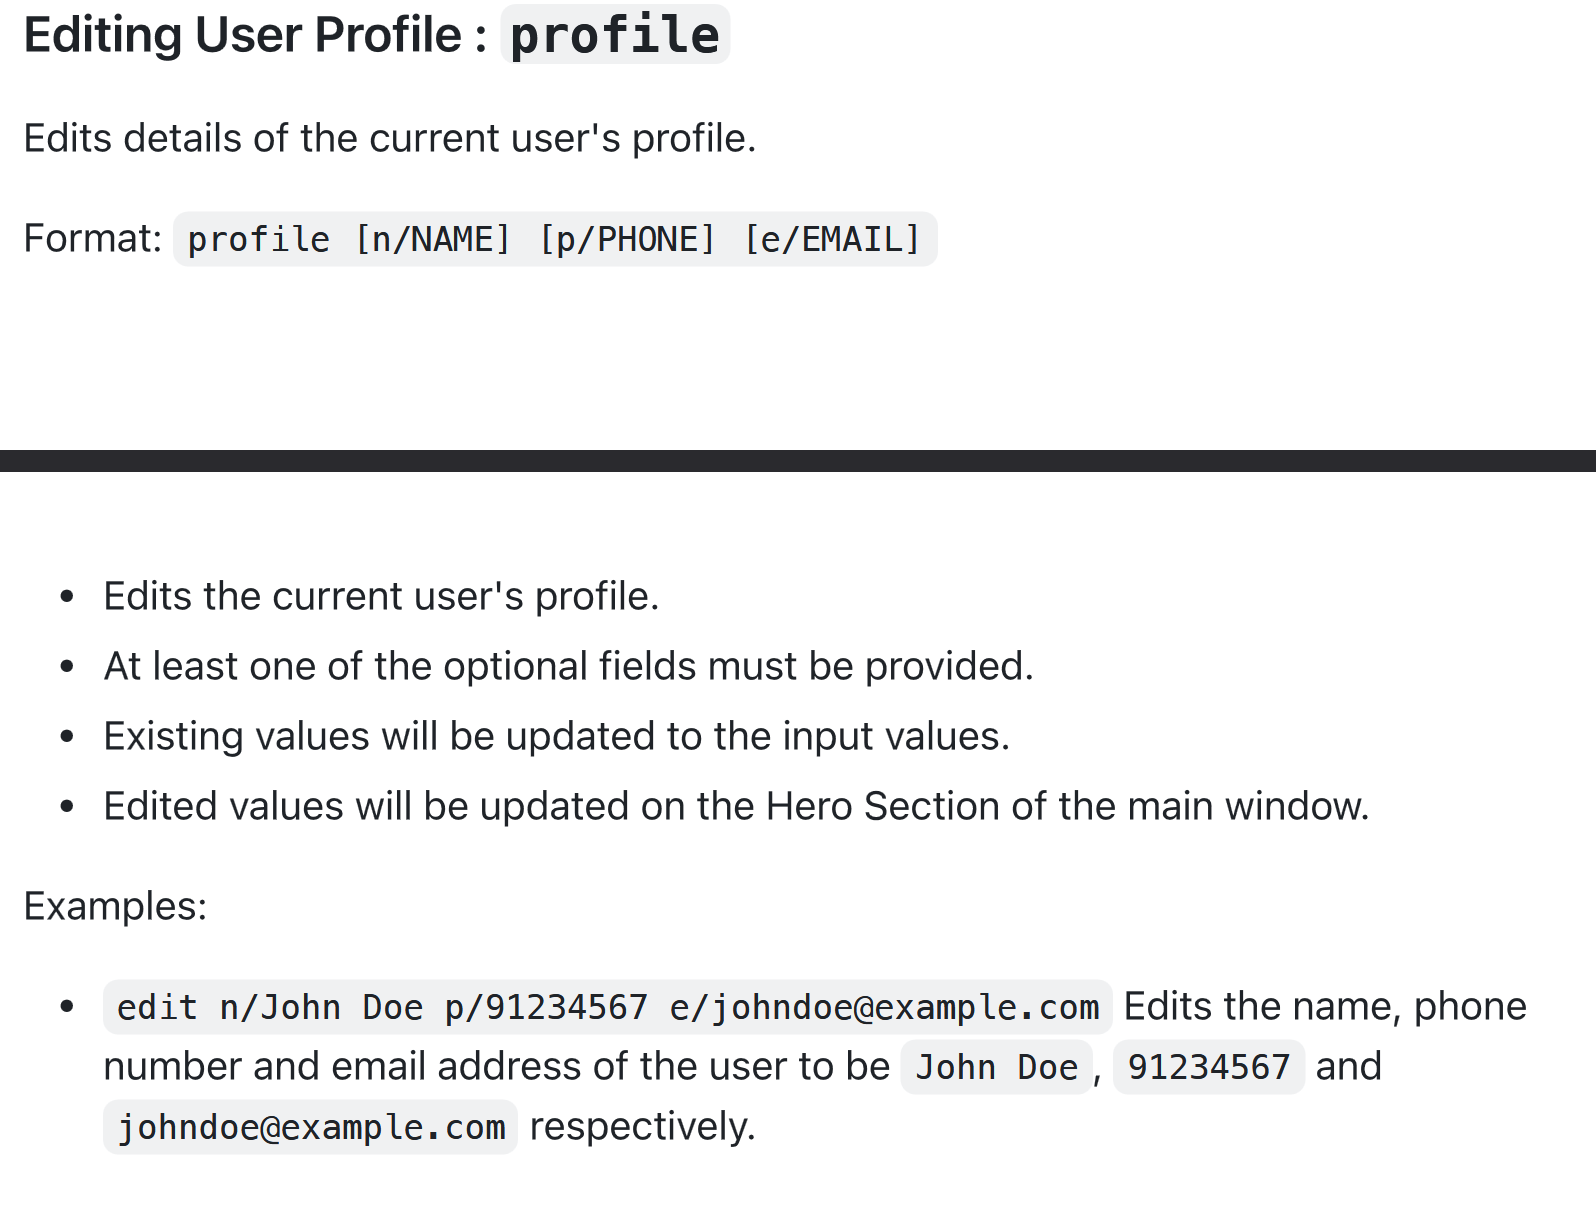 Editing User Profile : profile
Edits details of the current user's profile.
Format: profile [n/NAME] [p/PHONE] [e/EMAIL]
• Edits the current user's profile.
• At least one of the optional fields must be provided.
• Existing values will be updated to the input values.
• Edited values will be updated on the Hero Section of the main window.
Examples:
• edit n/John Doe p/91234567 e/johndoe@example.com Edits the name, phone
number and email address of the user to be John Doe, 91234567 and
johndoe@example.com respectively.